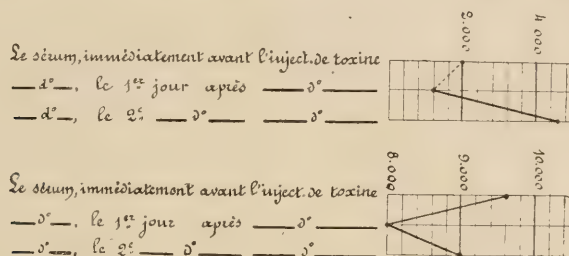 2.000 4.000
Le sérum, immédiatement avant l'inject. de toxine
— d° —, le 1er jour après — d° —
— d° —, le 2e — d° — d° —
8.000 9.000 10.000
Le sérum, immédiatement avant l'inject. de toxine
— d° —, le 1er jour après — d° —
— d° —, le 2e — d° — d° —